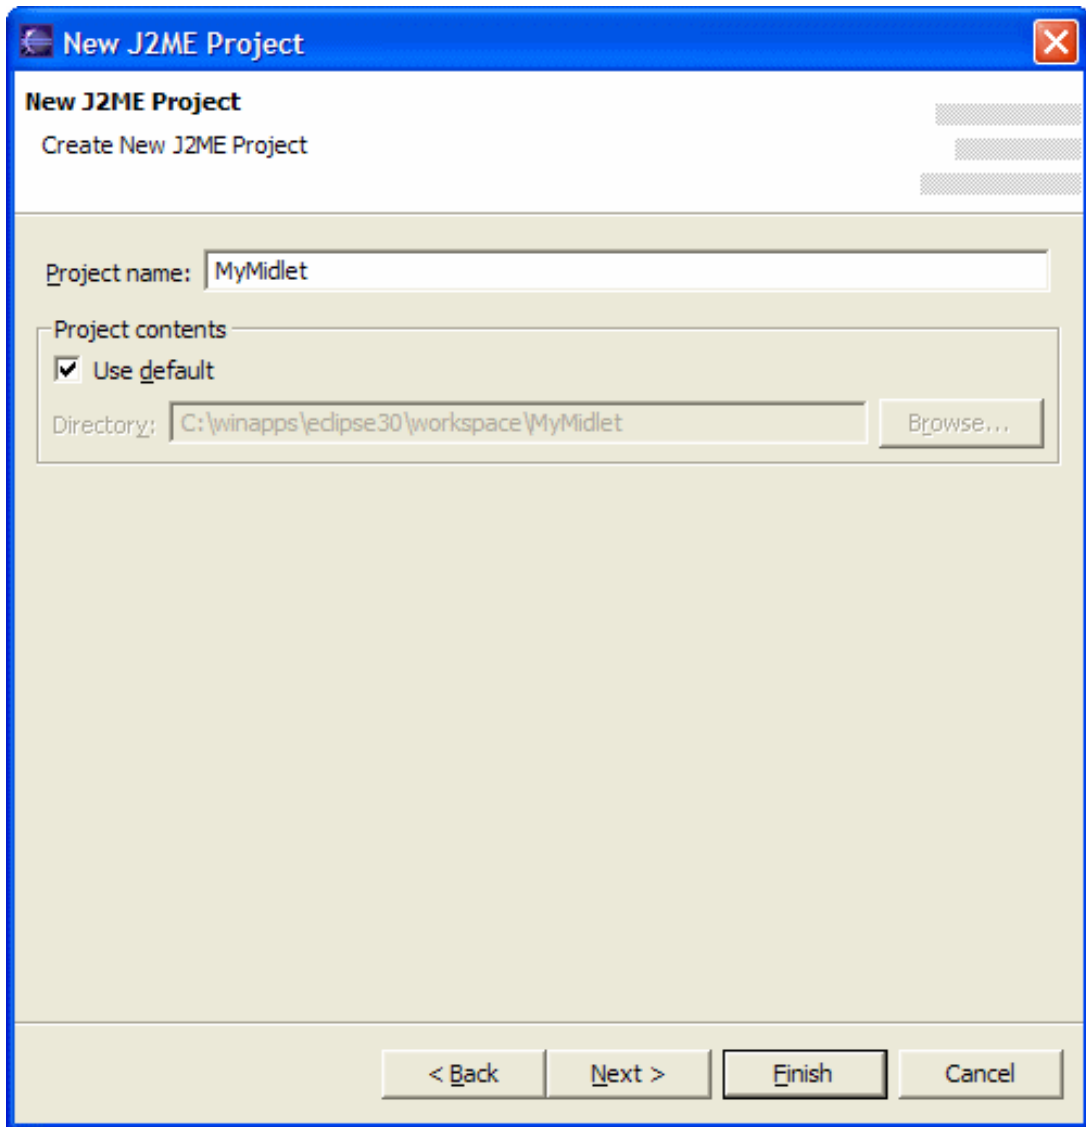 New J2ME Project
New J2ME Project
Create New J2ME Project
Project name: MyMidlet
Project contents
Use default
Directory: C:\winapps\eclipse30\workspace\MyMidlet Browse...
< Back Next > Finish Cancel